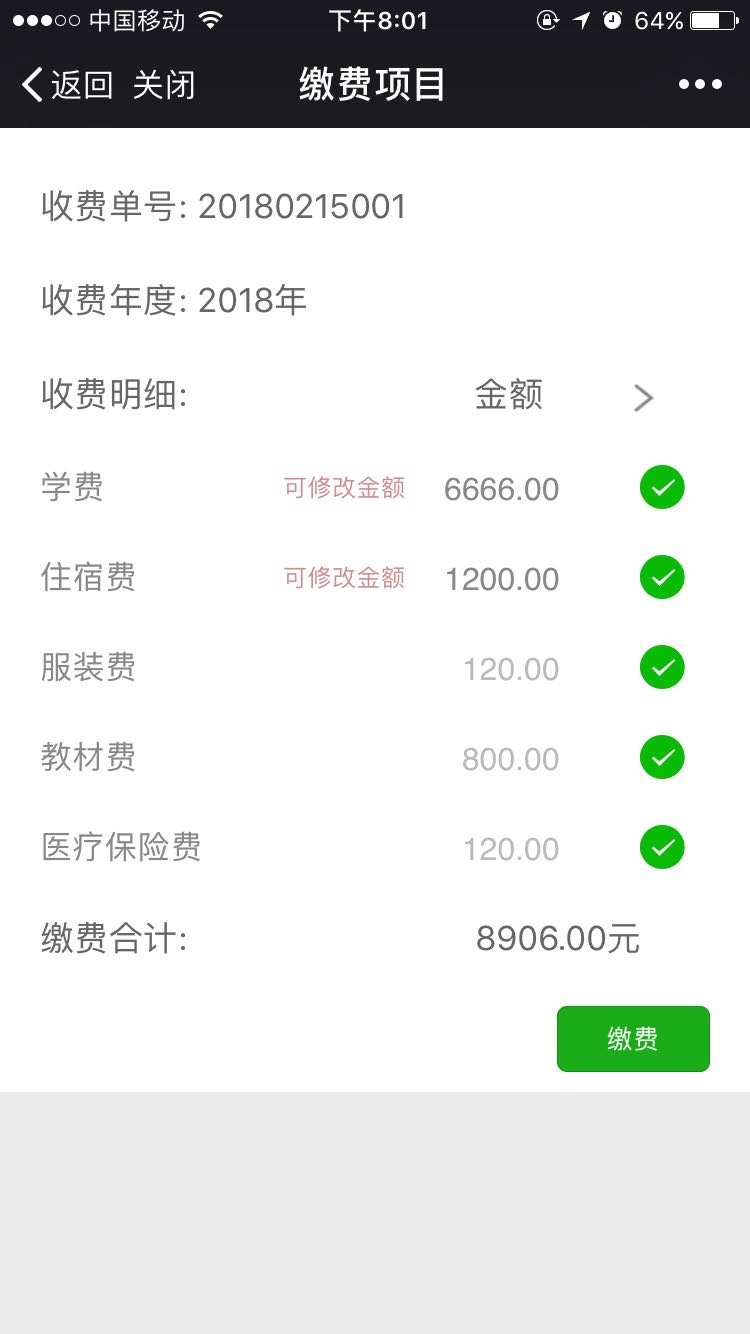 中国移动 下午8:01 64%
返回 关闭 缴费项目
收费单号: 20180215001
收费年度: 2018年
收费明细: 金额
学费 可修改金额 6666.00
住宿费 可修改金额 1200.00
服装费 120.00
教材费 800.00
医疗保险费 120.00
缴费合计: 8906.00元
缴费